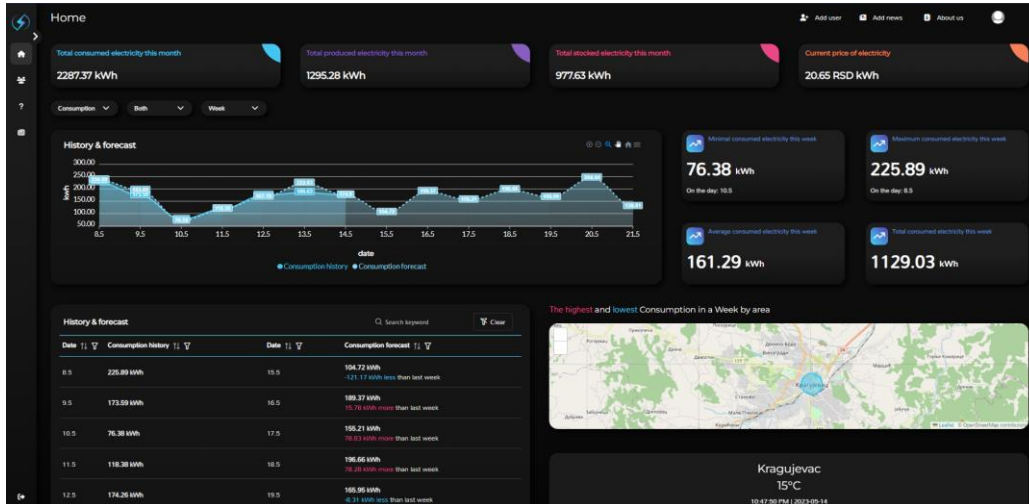 Home
Add user
Add news
About us
Total consumed electricity this month
2287.37 kWh
Total produced electricity this month
1295.28 kWh
Total stocked electricity this month
977.63 kWh
Current price of electricity
20.65 RSD kWh
Consumption
Both
Week
History & forecast
300.00
250.00
200.00
150.00
100.00
50.00
kWh
8.5 9.5 10.5 11.5 12.5 13.5 14.5 15.5 16.5 17.5 18.5 19.5 20.5 21.5
date
Consumption history Consumption forecast
Minimal consumed electricity this week
76.38 kWh
On the day: 10.5
Maximum consumed electricity this week
225.89 kWh
On the day: 8.5
Average consumed electricity this week
161.29 kWh
Total consumed electricity this week
1129.03 kWh
History & forecast
Search keyword
Clear
Date Consumption history Date Consumption forecast
8.5 225.89 kWh 15.5 104.72 kWh
-121.17 kWh less than last week
9.5 173.59 kWh 16.5 189.37 kWh
15.78 kWh more than last week
10.5 76.38 kWh 17.5 155.21 kWh
78.83 kWh more than last week
11.5 118.38 kWh 18.5 196.66 kWh
78.28 kWh more than last week
12.5 174.26 kWh 19.5 165.95 kWh
-8.31 kWh less than last week
The highest and lowest Consumption in a Week by area
Крагујевац
Leaflet | © OpenStreetMap contributors
Kragujevac
15°C
10:47:50 PM | 2023-05-14